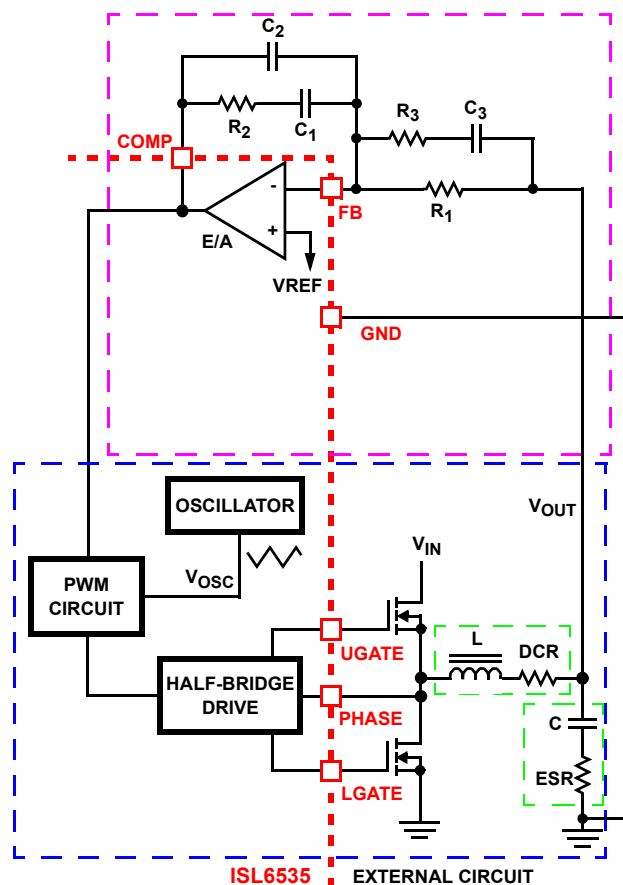 C2
R2
C1
R3
C3
COMP
-
FB
R1
+
E/A
VREF
GND
OSCILLATOR
VOUT
VIN
PWM
CIRCUIT
VOSC
UGATE
L
DCR
HALF-BRIDGE
DRIVE
PHASE
C
ESR
LGATE
ISL6535
EXTERNAL CIRCUIT